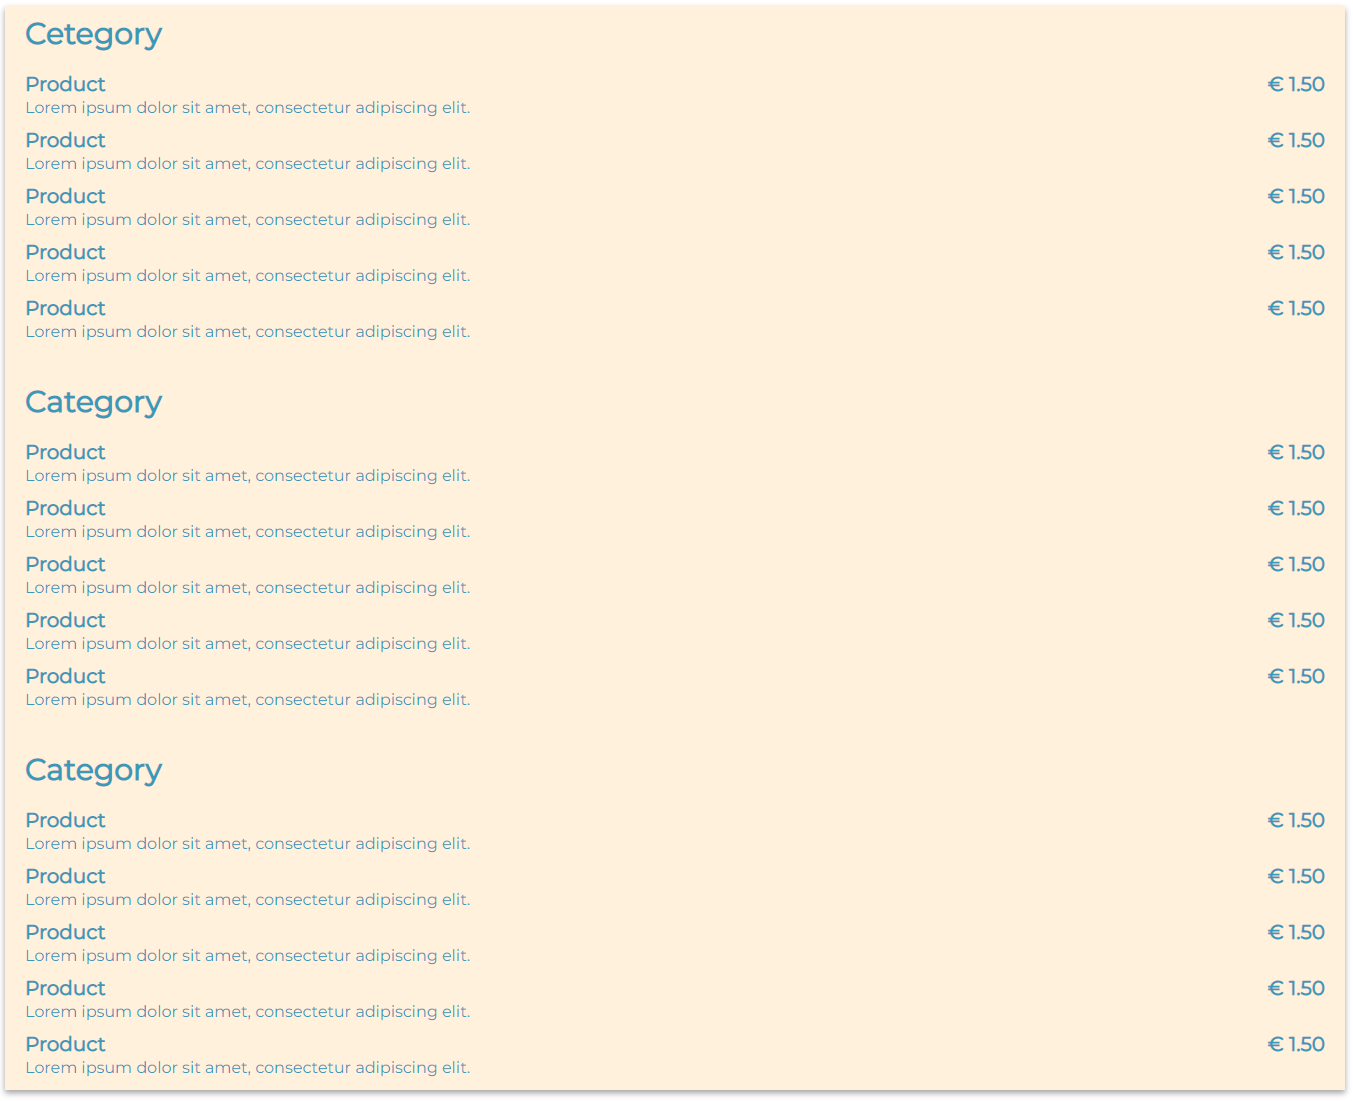 Cetegory
Product € 1.50
Lorem ipsum dolor sit amet, consectetur adipiscing elit.
Product € 1.50
Lorem ipsum dolor sit amet, consectetur adipiscing elit.
Product € 1.50
Lorem ipsum dolor sit amet, consectetur adipiscing elit.
Product € 1.50
Lorem ipsum dolor sit amet, consectetur adipiscing elit.
Product € 1.50
Lorem ipsum dolor sit amet, consectetur adipiscing elit.
Category
Product € 1.50
Lorem ipsum dolor sit amet, consectetur adipiscing elit.
Product € 1.50
Lorem ipsum dolor sit amet, consectetur adipiscing elit.
Product € 1.50
Lorem ipsum dolor sit amet, consectetur adipiscing elit.
Product € 1.50
Lorem ipsum dolor sit amet, consectetur adipiscing elit.
Product € 1.50
Lorem ipsum dolor sit amet, consectetur adipiscing elit.
Category
Product € 1.50
Lorem ipsum dolor sit amet, consectetur adipiscing elit.
Product € 1.50
Lorem ipsum dolor sit amet, consectetur adipiscing elit.
Product € 1.50
Lorem ipsum dolor sit amet, consectetur adipiscing elit.
Product € 1.50
Lorem ipsum dolor sit amet, consectetur adipiscing elit.
Product € 1.50
Lorem ipsum dolor sit amet, consectetur adipiscing elit.